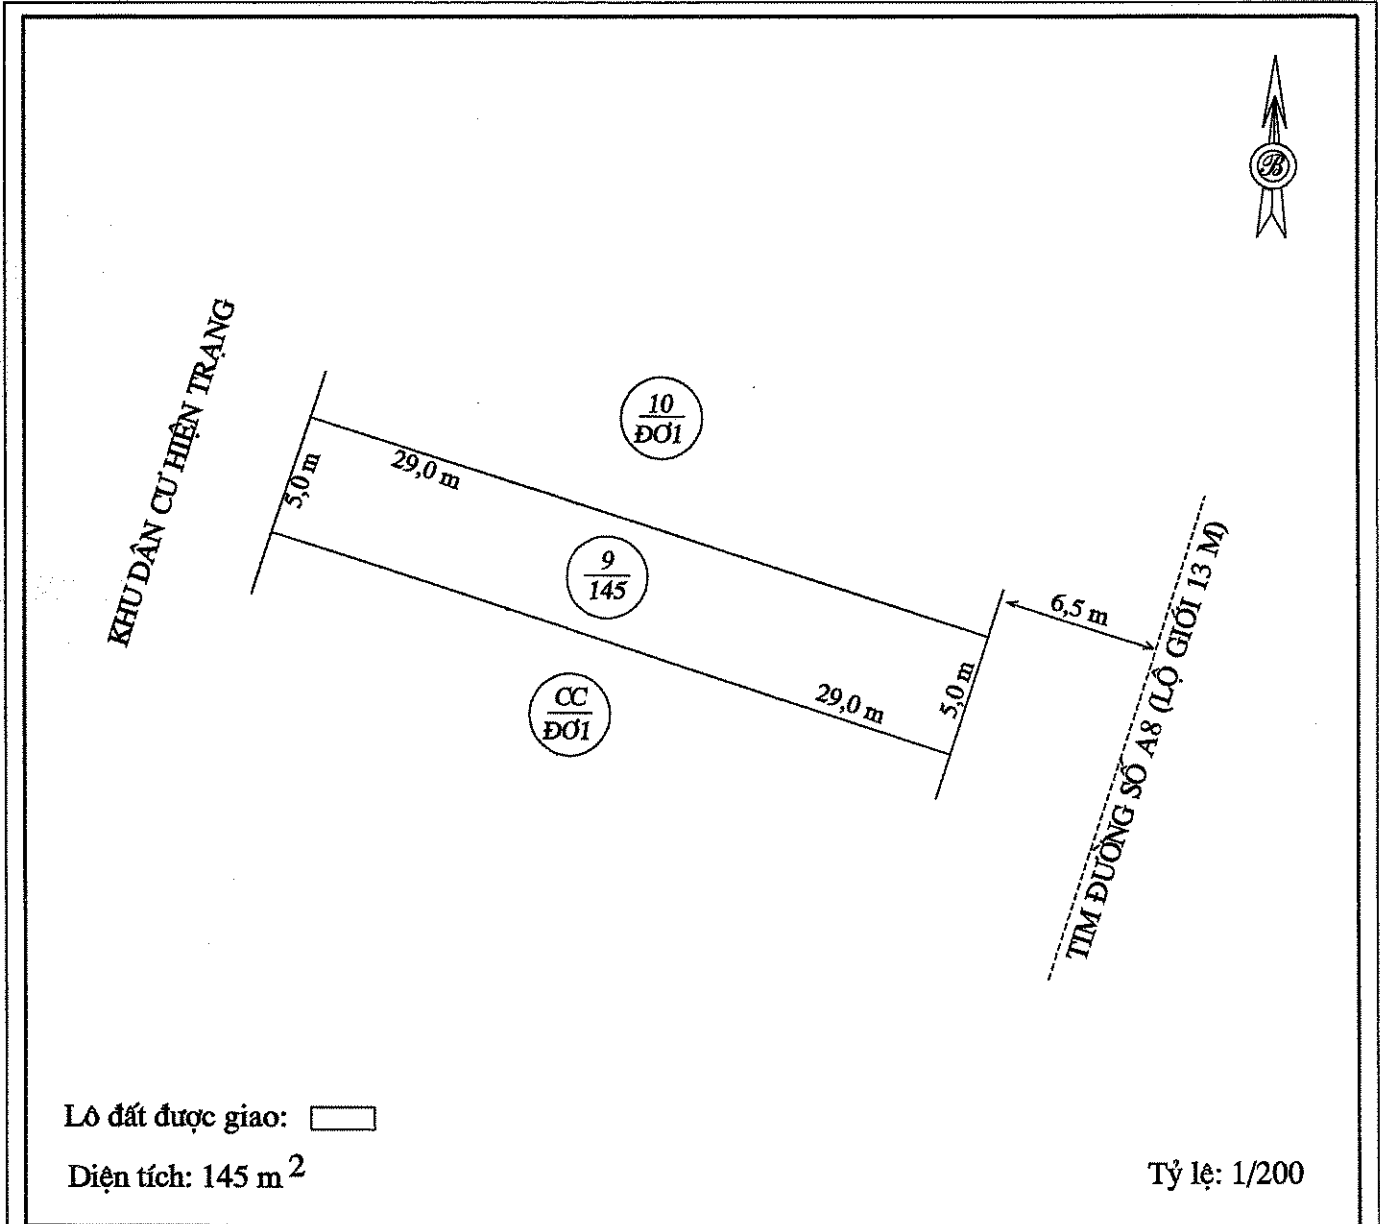 B
KHU DÂN CƯ HIỆN TRẠNG
10
ĐƠ1
29,0 m
5,0 m
9
145
6,5 m
TIM ĐƯỜNG SỐ A8 (LỘ GIỚI 13 M)
CC
ĐƠ1
29,0 m
5,0 m
Lô đất được giao:
Diện tích: 145 m 2
Tỷ lệ: 1/200